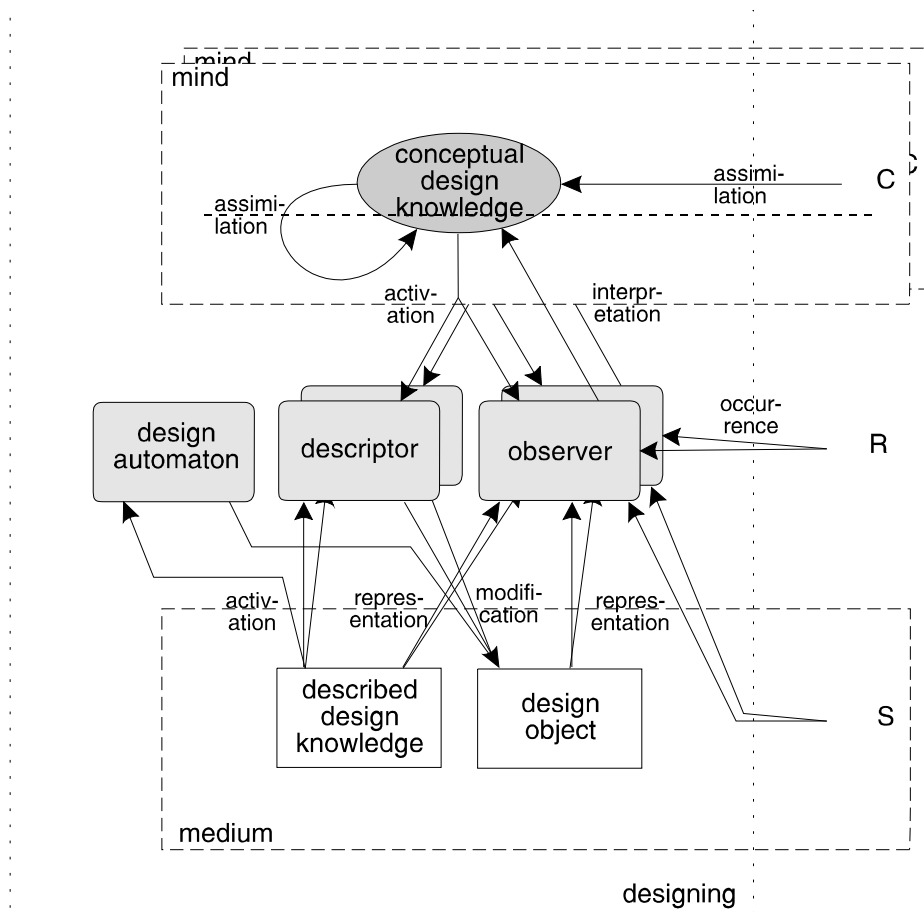 mind
mind
conceptual
design
knowledge
assimi-
lation
C
C
assimi-
lation
activ-
ation
interpr-
etation
occur-
rence
R
design
automaton
descriptor
observer
activ-
ation
repres-
entation
modifi-
cation
repres-
entation
described
design
knowledge
design
object
S
medium
designing